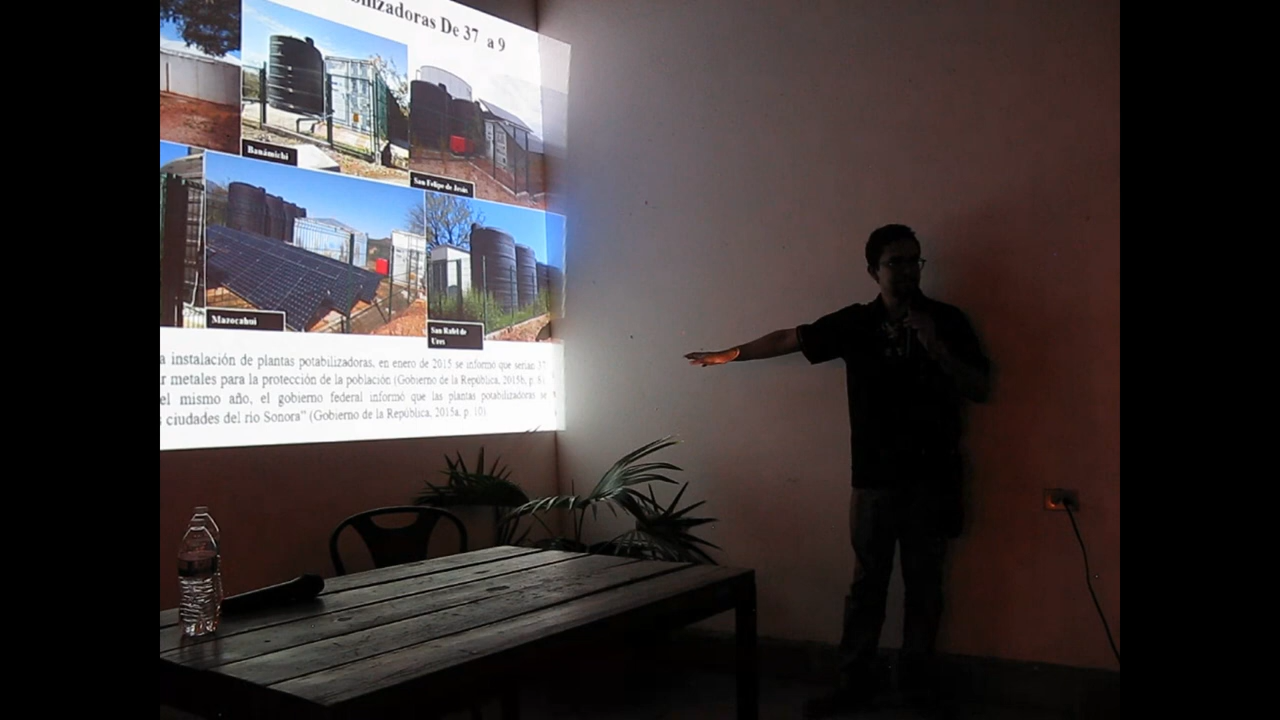 ilizadoras De 37 a 9
Banámichi
San Felipe de Jesús
Mazocahui
San Rafel de
Ures
a instalación de plantas potabilizadoras, en enero de 2015 se informó que serían 37
r metales para la protección de la población (Gobierno de la República, 2015b, p. 8).
el mismo año, el gobierno federal informó que las plantas potabilizadoras se
s ciudades del río Sonora” (Gobierno de la República, 2015a, p. 10).